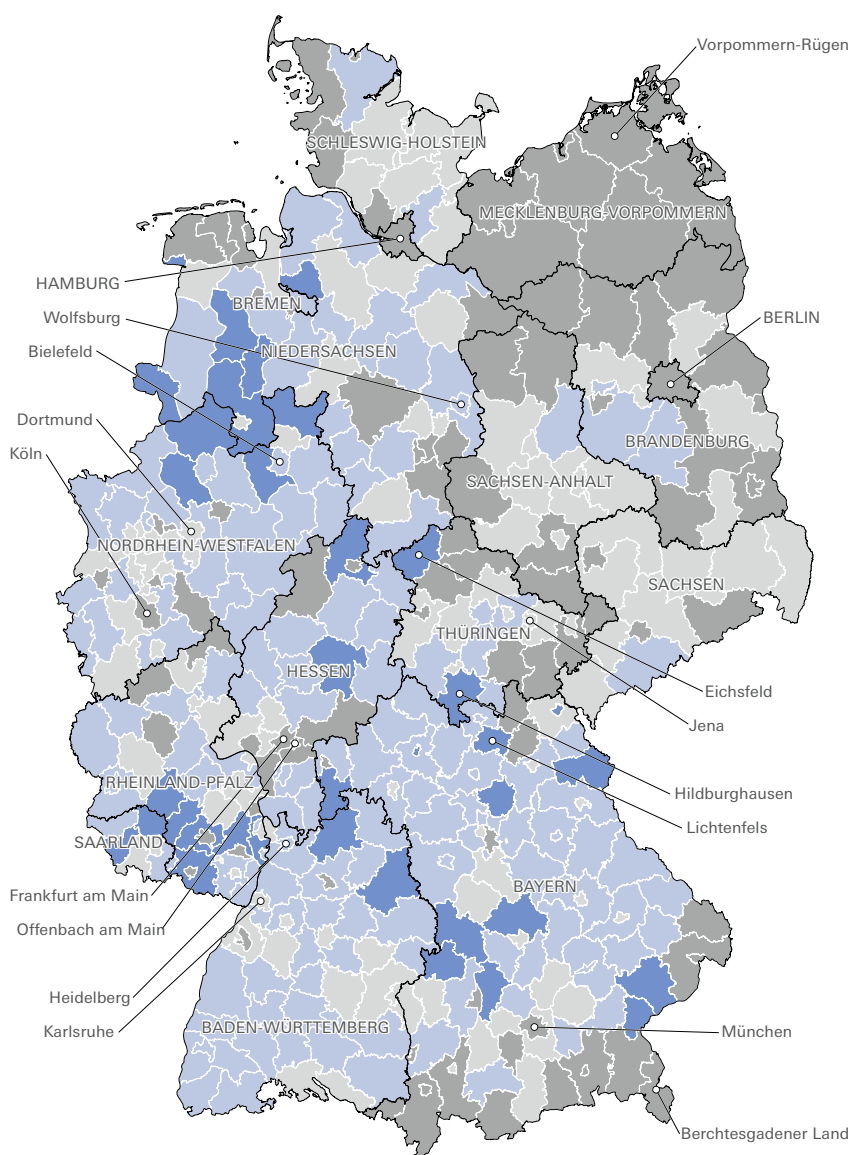 Vorpommern-Rügen
SCHLESWIG-HOLSTEIN
MECKLENBURG-VORPOMMERN
HAMBURG
BREMEN
Wolfsburg
BERLIN
NIEDERSACHSEN
Bielefeld
Dortmund
BRANDENBURG
Köln
SACHSEN-ANHALT
NORDRHEIN-WESTFALEN
SACHSEN
THÜRINGEN
HESSEN
Eichsfeld
Jena
RHEINLAND-PFALZ
Hildburghausen
Lichtenfels
SAARLAND
BAYERN
Frankfurt am Main
Offenbach am Main
Heidelberg
BADEN-WÜRTTEMBERG
Karlsruhe
München
Berchtesgadener Land